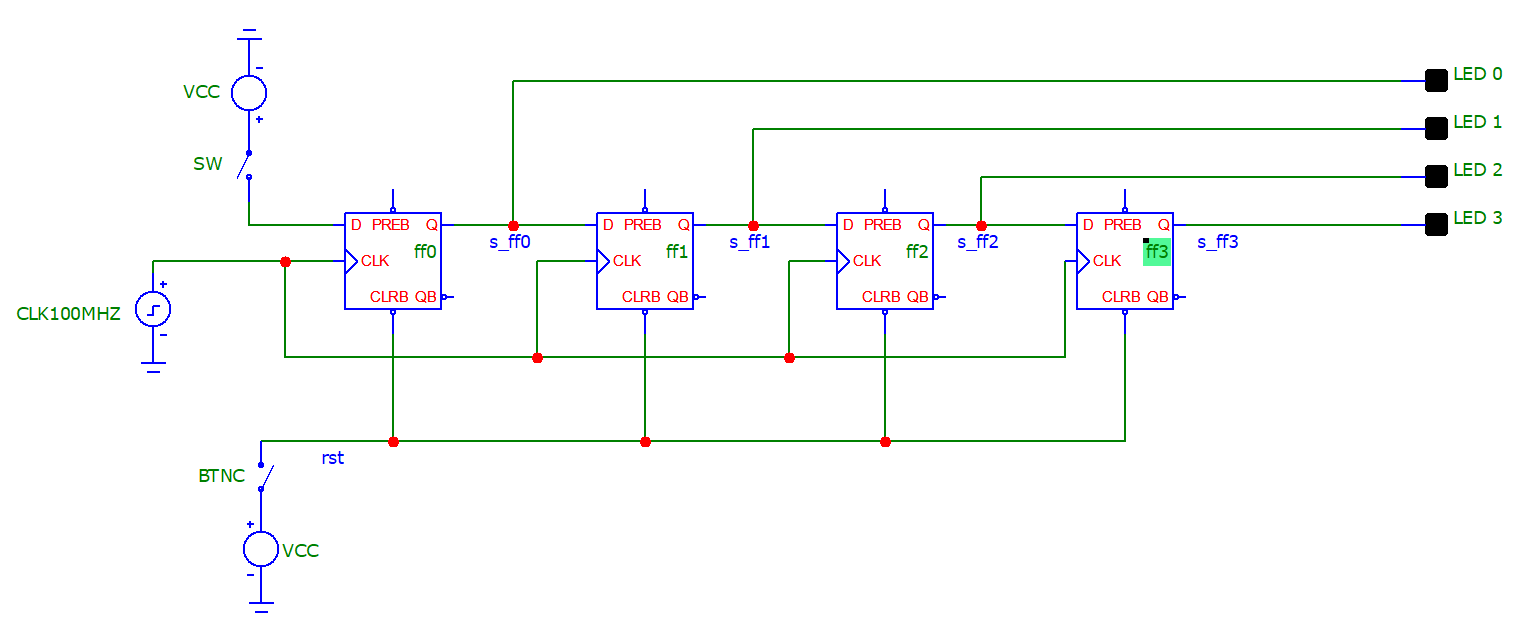 LED 0
VCC
LED 1
SW
LED 2
LED 3
D PREB Q
s_ff0
D PREB Q
s_ff1
D PREB Q
s_ff2
D PREB Q
s_ff3
ff0
ff1
ff2
ff3
CLK
CLK
CLK
CLK
CLRB QB
CLRB QB
CLRB QB
CLRB QB
CLK100MHZ
rst
BTNC
VCC